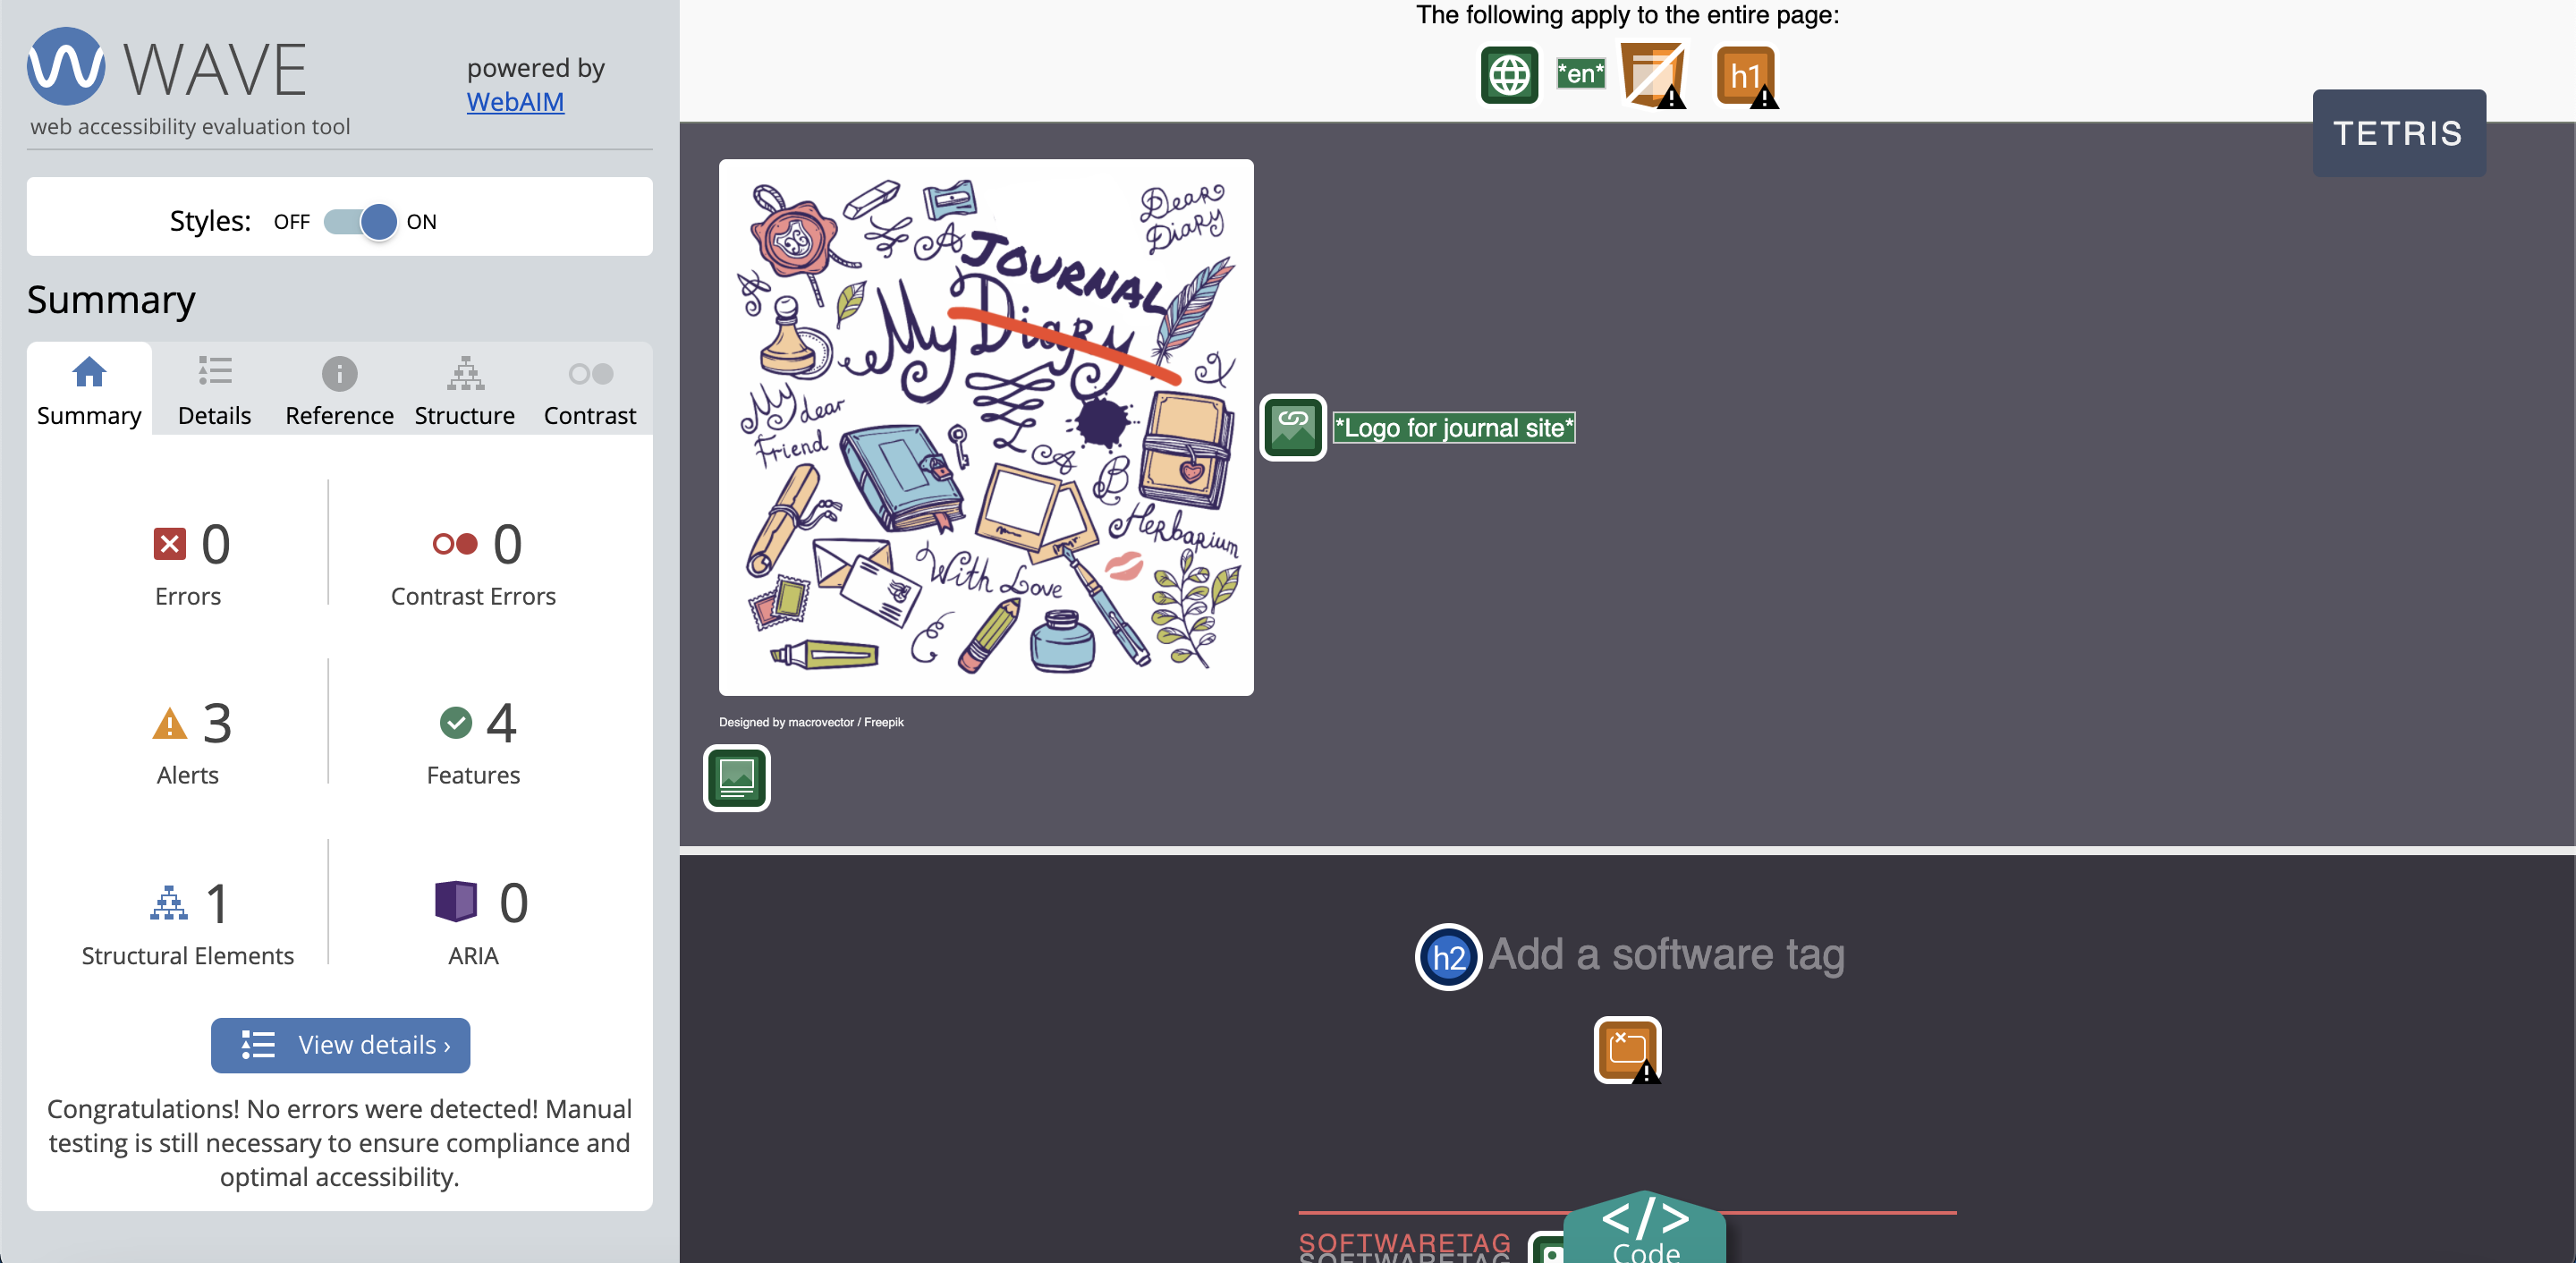 WAVE
powered by
WebAIM
web accessibility evaluation tool
Styles: OFF ON
Summary
Summary Details Reference Structure Contrast
0 Errors
0 Contrast Errors
3 Alerts
4 Features
1 Structural Elements
0 ARIA
View details ›
Congratulations! No errors were detected! Manual
testing is still necessary to ensure compliance and
optimal accessibility.
The following apply to the entire page:
*en*
h1
TETRIS
Dear
Diary
A
JOURNAL
My Diary
My dear
Friend
L A
B
Herbarium
With Love
*Logo for journal site*
Designed by macrovector / Freepik
h2 Add a software tag
SOFTWARETAG
SOFTWARETAG
</>
Code